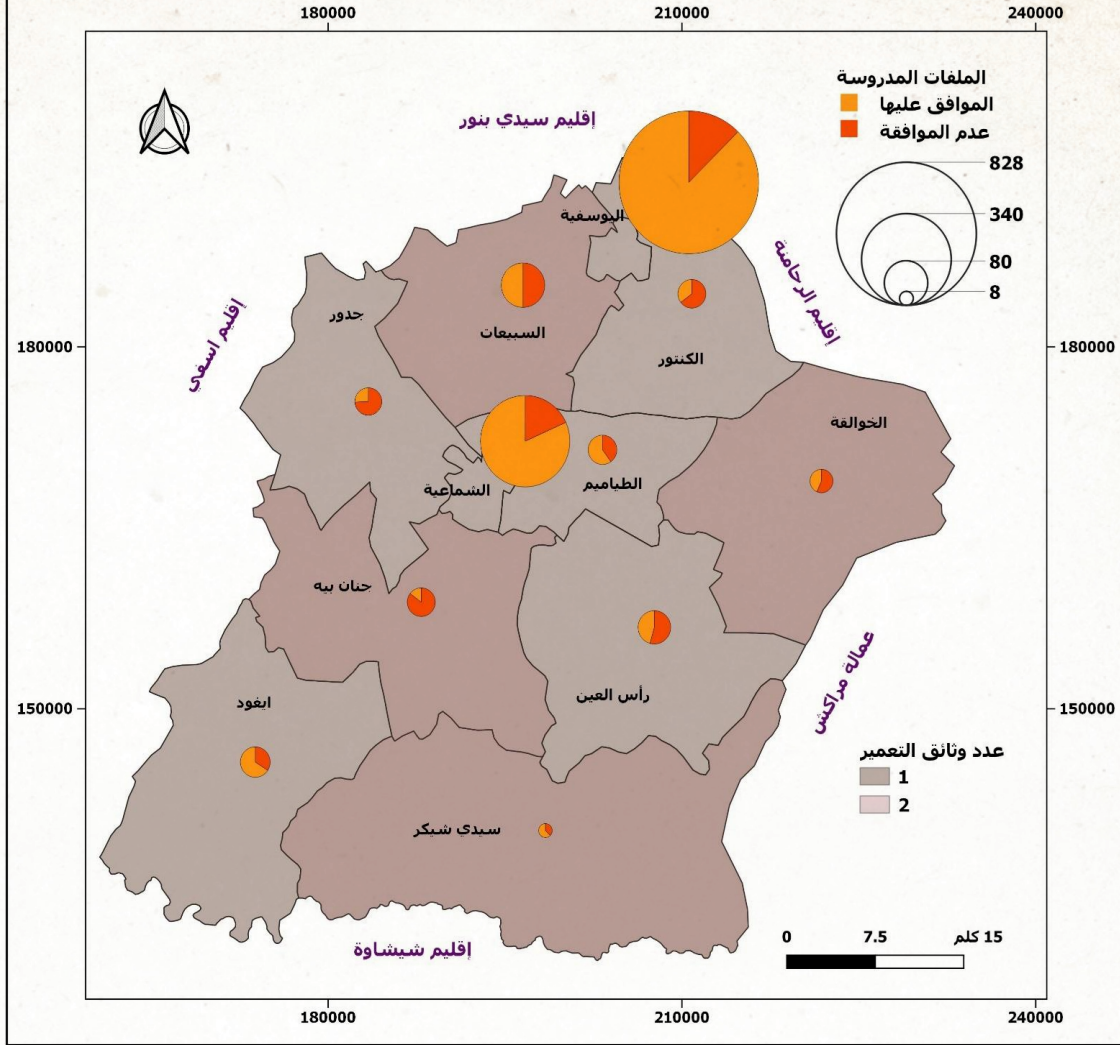 180000
210000
240000
الملفات المدروسة
الموافق عليها
عدم الموافقة
828
340
80
8
إقليم سيدي بنور
إقليم الرحامنة
إقليم اسفي
اليوسفية
جدور
السبيعات
الكنتور
180000
180000
الخوالقة
الشماعية
الطياميم
جنان بيه
رأس العين
عمالة مراكش
ايغود
150000
150000
عدد وثائق التعمير
1
2
سيدي شيكر
إقليم شيشاوة
0
7.5
15 كلم
180000
210000
240000